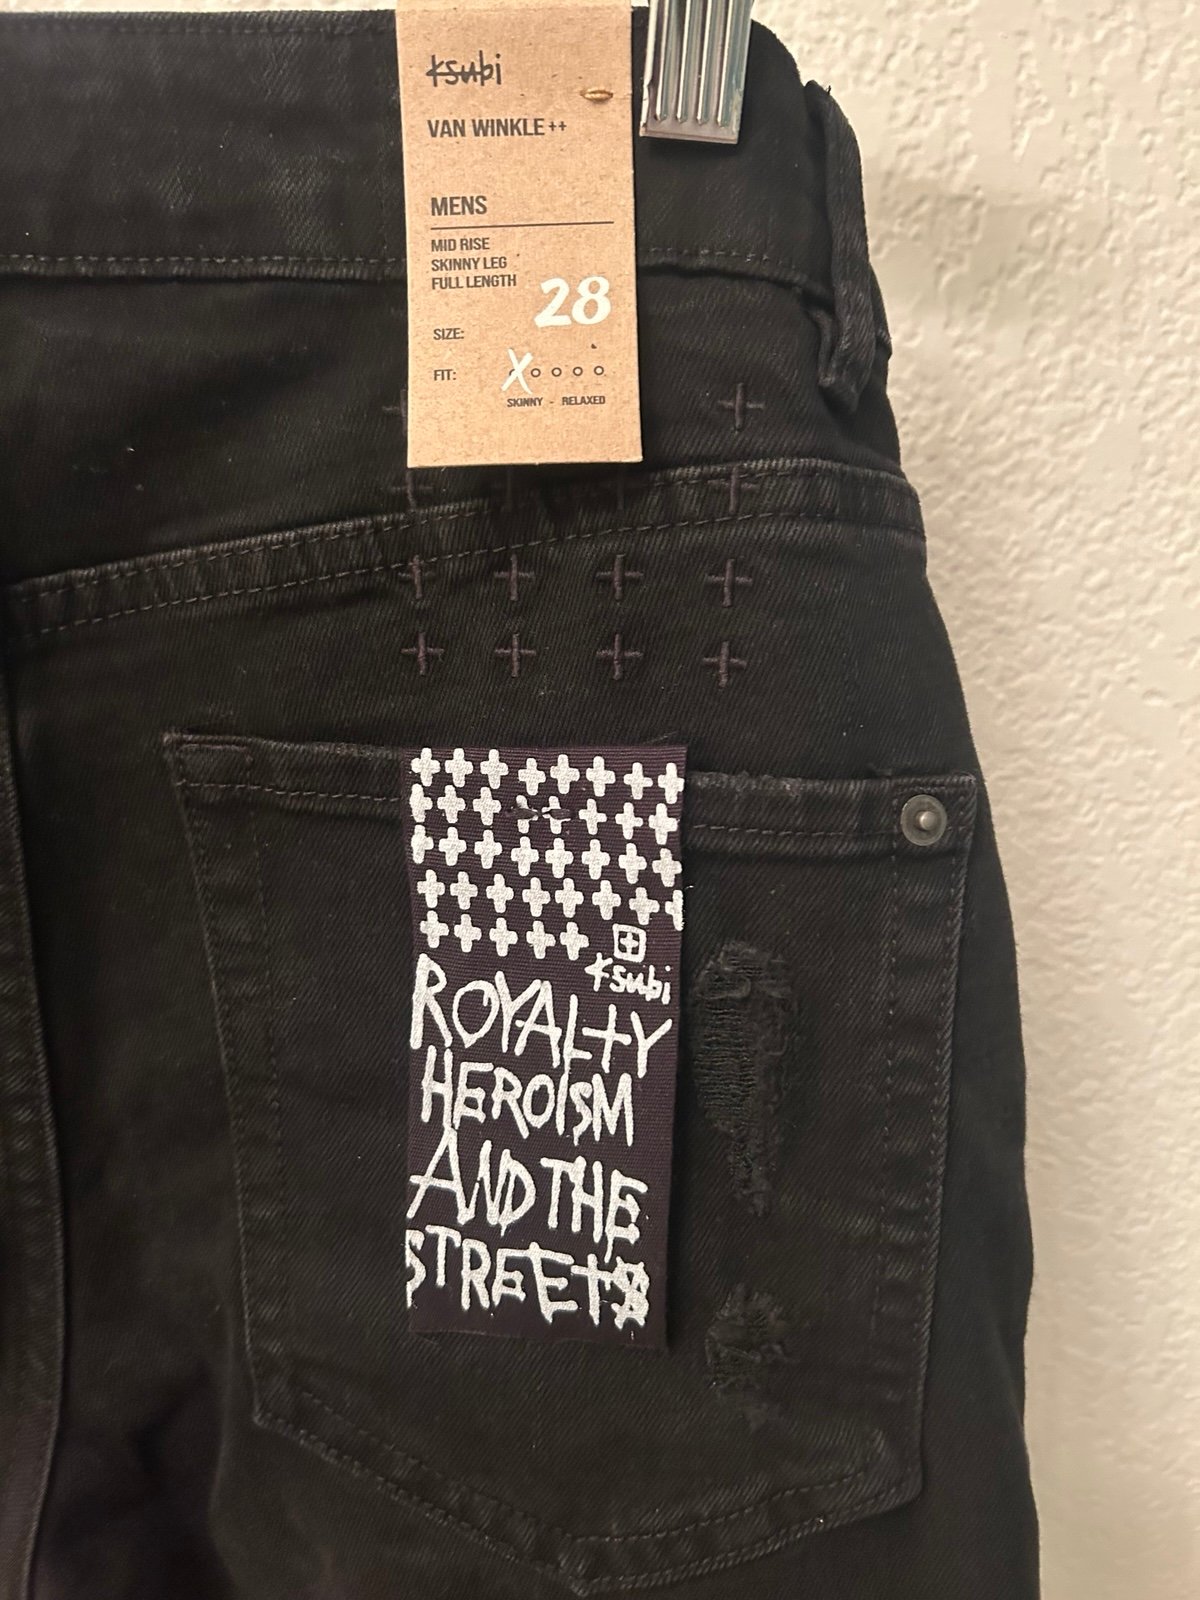 ksubi
VAN WINKLE++
MENS
MID RISE
SKINNY LEG
FULL LENGTH
SIZE: 28
FIT: X
SKINNY - RELAXED
ksubi
ROYALTY
HEROISM
AND THE
STREETS